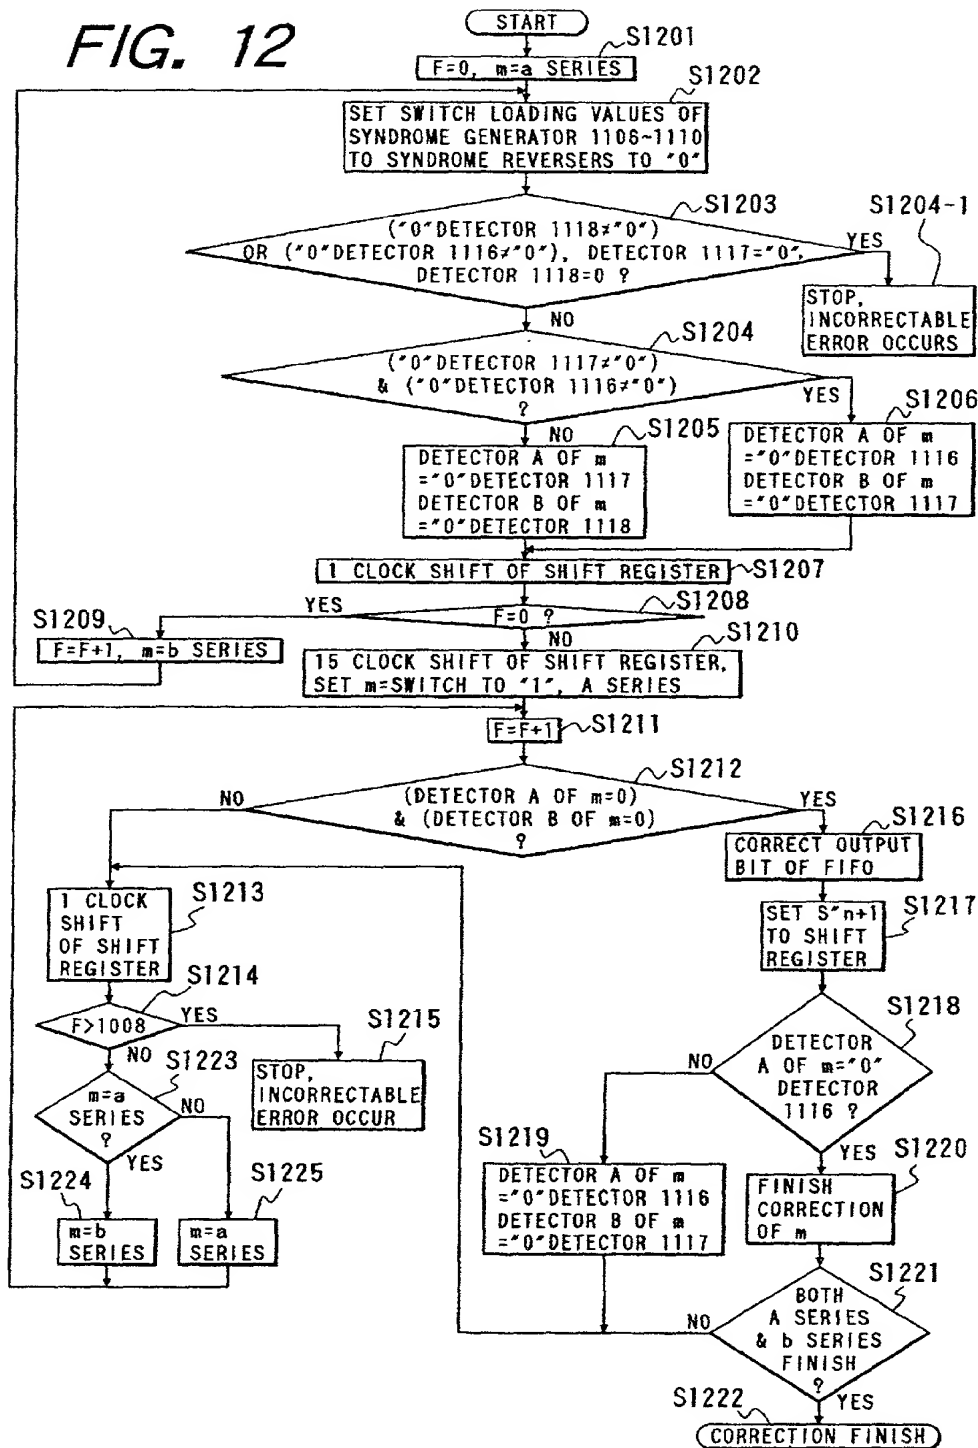 FIG. 12
START
S1201
F=0, m=a SERIES
S1202
SET SWITCH LOADING VALUES OF
SYNDROME GENERATOR 1106~1110
TO SYNDROME REVERSERS TO "0"
S1203
("0"DETECTOR 1118≠"0")
OR ("0"DETECTOR 1116≠"0"), DETECTOR 1117="0",
DETECTOR 1118=0 ?
YES
S1204-1
STOP,
INCORRECTABLE
ERROR OCCURS
NO
S1204
("0"DETECTOR 1117≠"0")
& ("0"DETECTOR 1116≠"0")
?
YES
S1206
DETECTOR A OF m
="0"DETECTOR 1116
DETECTOR B OF m
="0"DETECTOR 1117
NO
S1205
DETECTOR A OF m
="0"DETECTOR 1117
DETECTOR B OF m
="0"DETECTOR 1118
1 CLOCK SHIFT OF SHIFT REGISTER
S1207
S1208
F=0 ?
YES
S1209
F=F+1, m=b SERIES
NO
S1210
15 CLOCK SHIFT OF SHIFT REGISTER,
SET m=SWITCH TO "1", A SERIES
F=F+1
S1211
S1212
(DETECTOR A OF m=0)
& (DETECTOR B OF m=0)
?
NO
YES
S1216
CORRECT OUTPUT
BIT OF FIFO
S1213
1 CLOCK
SHIFT
OF SHIFT
REGISTER
S1217
SET S"n+1
TO SHIFT
REGISTER
S1214
F>1008
YES
S1215
STOP,
INCORRECTABLE
ERROR OCCUR
NO
S1218
DETECTOR
A OF m="0"
DETECTOR
1116 ?
NO
YES
S1223
m=a
SERIES
?
NO
YES
S1219
DETECTOR A OF m
="0"DETECTOR 1116
DETECTOR B OF m
="0"DETECTOR 1117
S1220
FINISH
CORRECTION
OF m
S1224
m=b
SERIES
S1225
m=a
SERIES
S1221
BOTH
A SERIES
& b SERIES
FINISH
?
NO
YES
S1222
CORRECTION FINISH